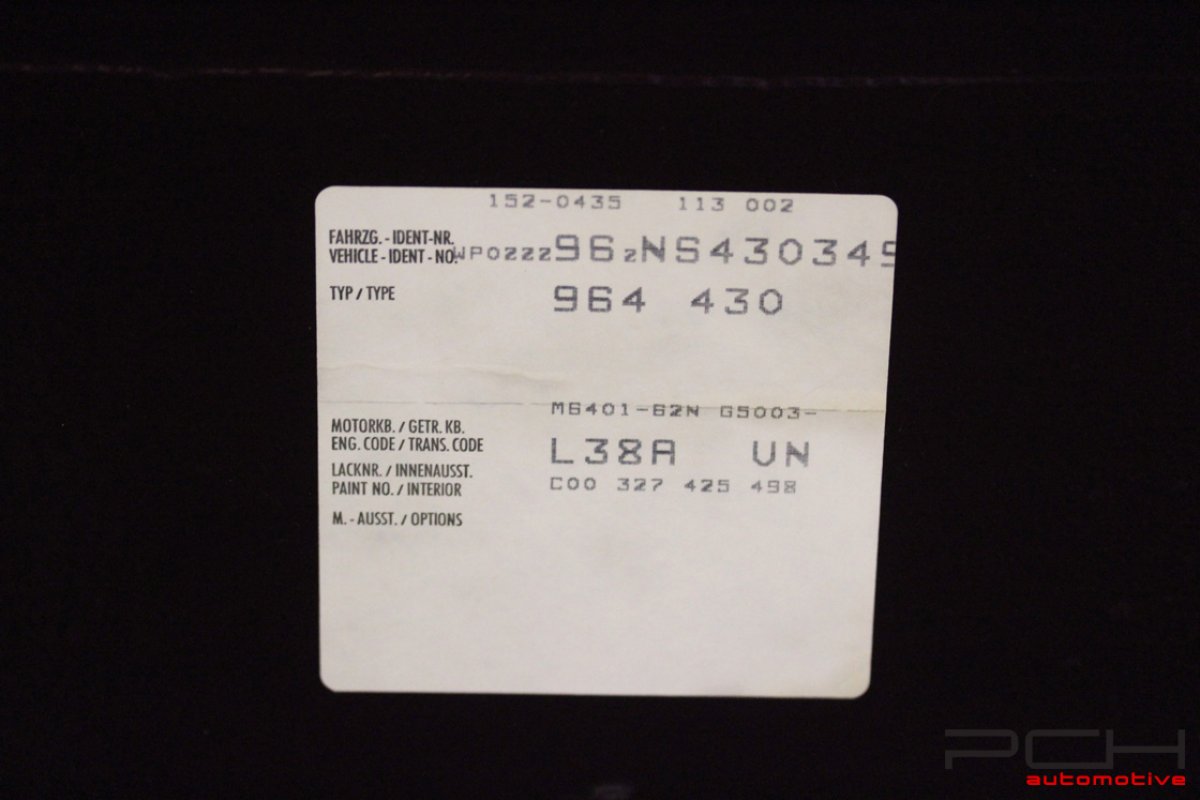 152-0435 113 002
FAHRZG. - IDENT-NR.
VEHICLE - IDENT - NO. WP0ZZZ96ZNS430349
TYP / TYPE 964 430
M6401-62N G5003-
MOTORKB. / GETR. KB.
ENG. CODE / TRANS. CODE L38A VN
LACKNR. / INNENAUSST.
PAINT NO. / INTERIOR C00 327 425 498
M. - AUSST. / OPTIONS
PCH
automotive